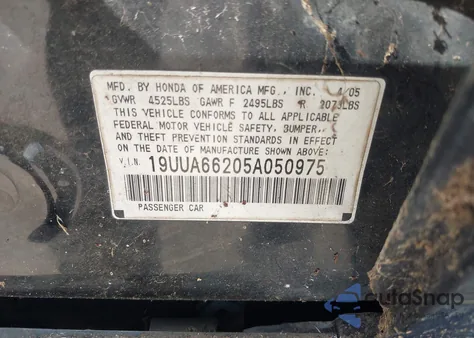 MFD. BY HONDA OF AMERICA MFG., INC. 4/05
GVWR 4525LBS GAWR F 2495LBS R 2073LBS
THIS VEHICLE CONFORMS TO ALL APPLICABLE
FEDERAL MOTOR VEHICLE SAFETY, BUMPER,
AND THEFT PREVENTION STANDARDS IN EFFECT
ON THE DATE OF MANUFACTURE SHOWN ABOVE.
V.I.N. 19UUA66205A050975
PASSENGER CAR
autoSnap